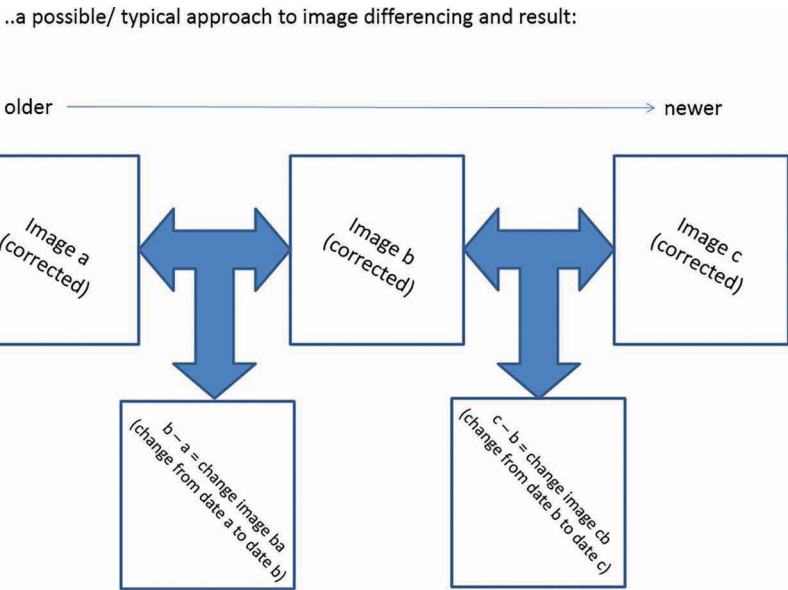 ..a possible/ typical approach to image differencing and result:
older
newer
Image a
(corrected)
Image b
(corrected)
Image c
(corrected)
b – a = change image ba
(change from date a to date b)
c – b = change image cb
(change from date b to date c)